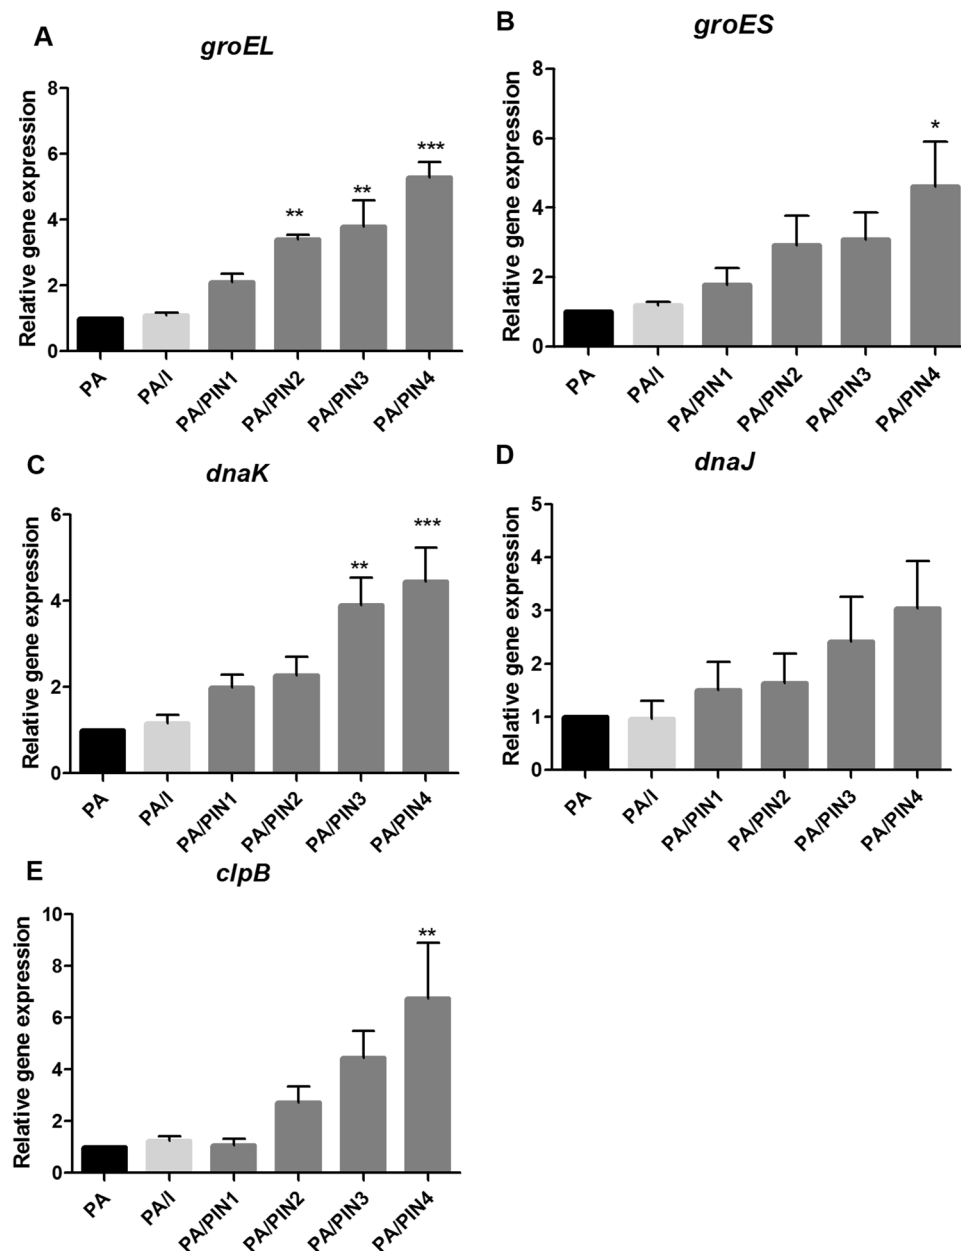 A
groEL
Relative gene expression
8
6
4
2
0
**
**
***
PA
PA/I
PA/PIN1
PA/PIN2
PA/PIN3
PA/PIN4
B
groES
Relative gene expression
8
6
4
2
0
*
PA
PA/I
PA/PIN1
PA/PIN2
PA/PIN3
PA/PIN4
C
dnaK
Relative gene expression
6
4
2
0
**
***
PA
PA/I
PA/PIN1
PA/PIN2
PA/PIN3
PA/PIN4
D
dnaJ
Relative gene expression
5
4
3
2
1
0
PA
PA/I
PA/PIN1
PA/PIN2
PA/PIN3
PA/PIN4
E
clpB
Relative gene expression
10
8
6
4
2
0
**
PA
PA/I
PA/PIN1
PA/PIN2
PA/PIN3
PA/PIN4